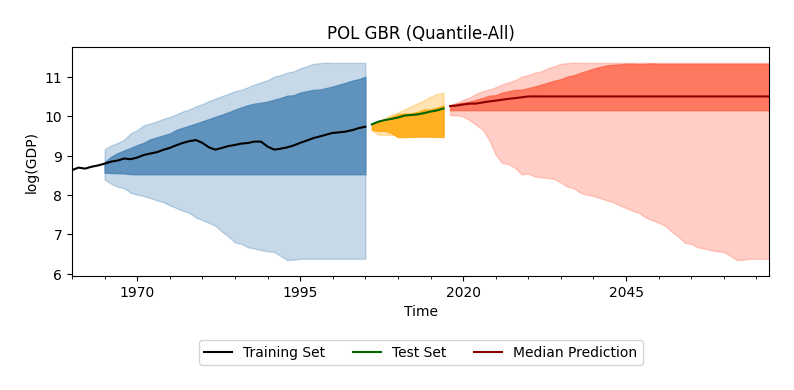 POL GBR (Quantile-All)
log(GDP)
11
10
9
8
7
6
1970
1995
2020
2045
Time
Training Set
Test Set
Median Prediction